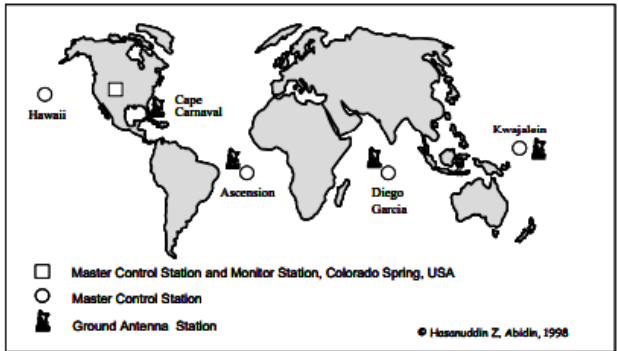 Hawaii
Cape
Carnaval
Kwajalein
Ascension
Diego
Garcia
Master Control Station and Monitor Station, Colorado Spring, USA
Master Control Station
Ground Antenna Station
© Hasanuddin Z, Abidin, 1998